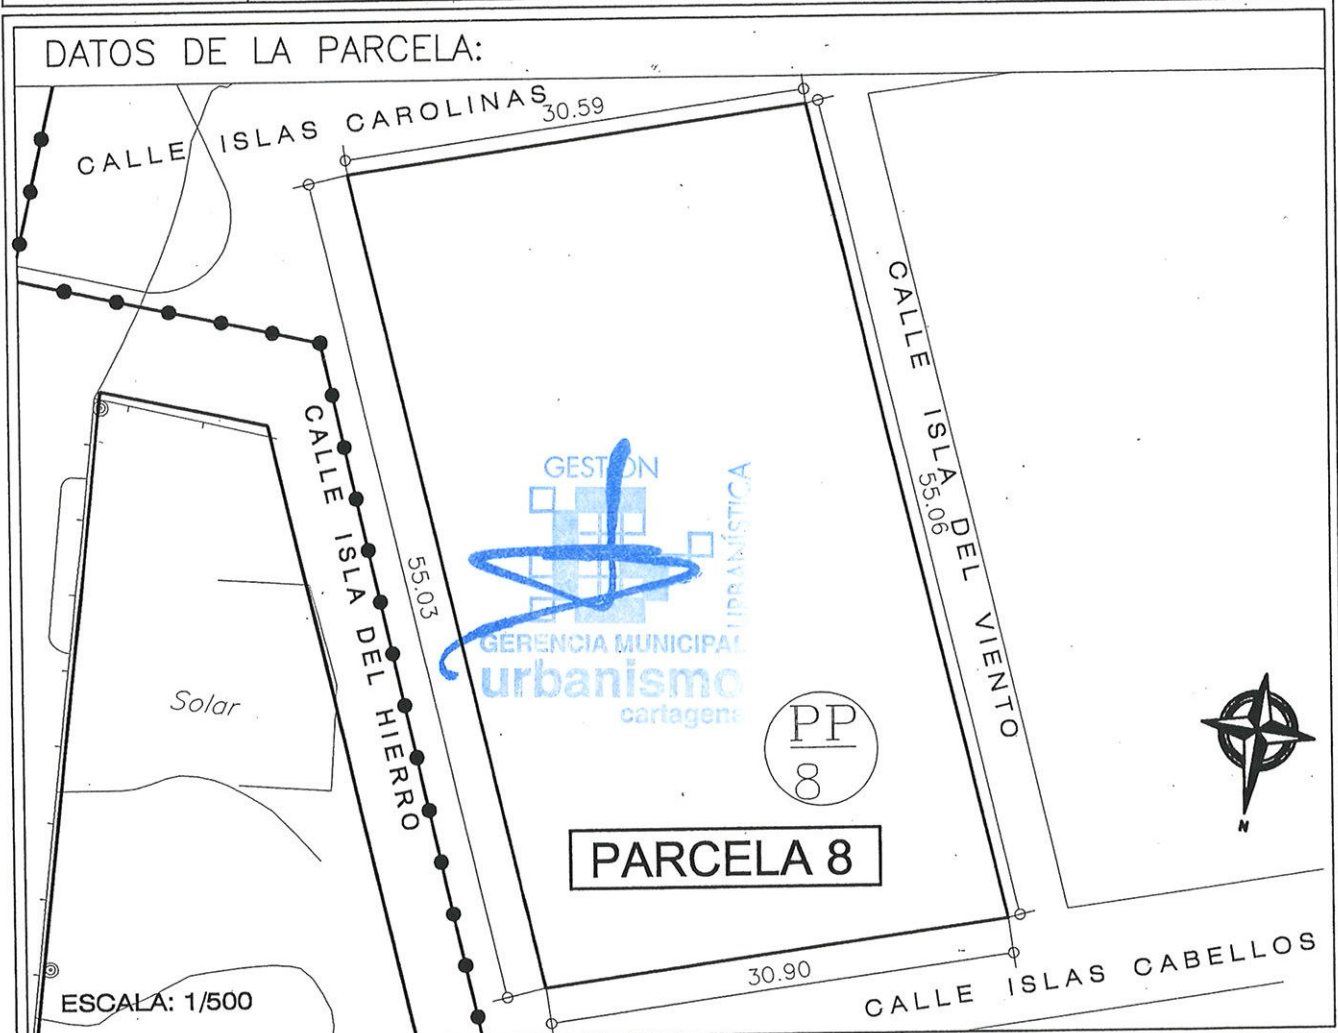 DATOS DE LA PARCELA:
CALLE ISLAS CAROLINAS
30.59
CALLE ISLA DEL VIENTO
55.06
CALLE ISLA DEL HIERRO
55.03
GESTIÓN
URBANÍSTICA
GERENCIA MUNICIPAL
urbanismo
cartagena
Solar
PP
8
PARCELA 8
N
30.90
CALLE ISLAS CABELLOS
ESCALA: 1/500